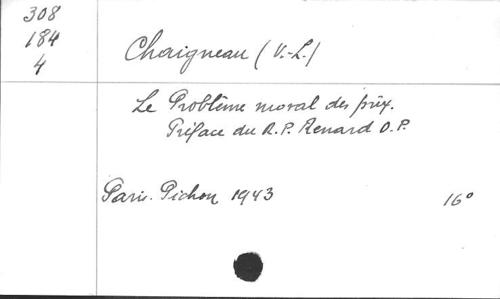 308
184
4
Chaigneau (V.-L.)
Le Problème moral des prix.
Préface du R.P. Renard O.P.
Paris. Pichon 1943 16°